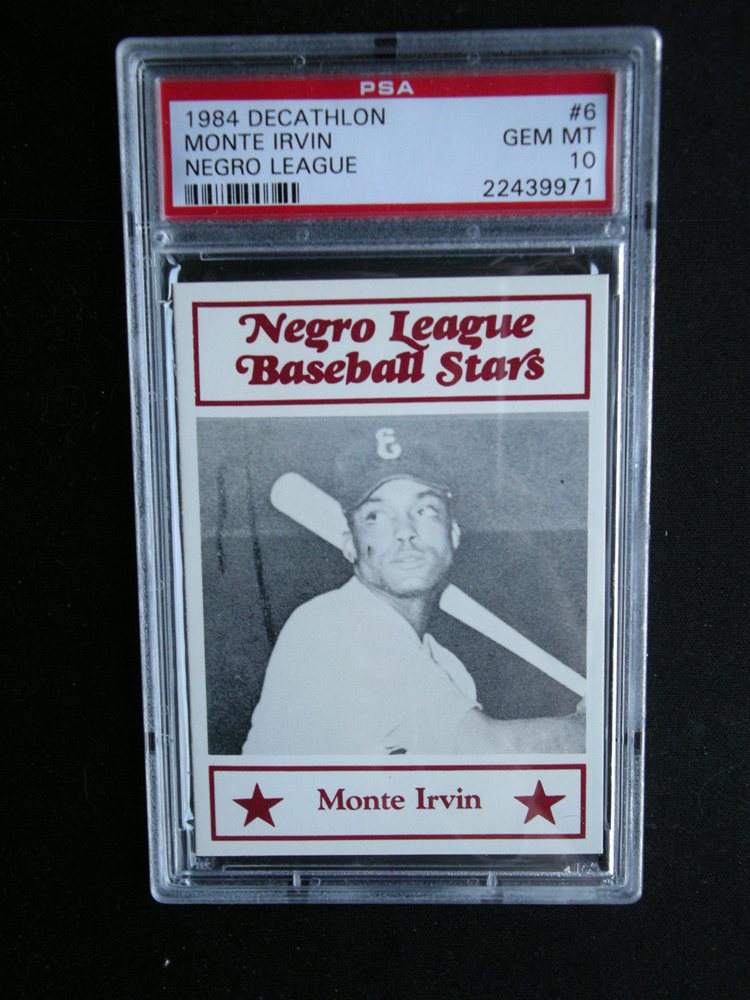 PSA
1984 DECATHLON #6
MONTE IRVIN GEM MT
NEGRO LEAGUE 10
22439971
Negro League
Baseball Stars
E
Monte Irvin